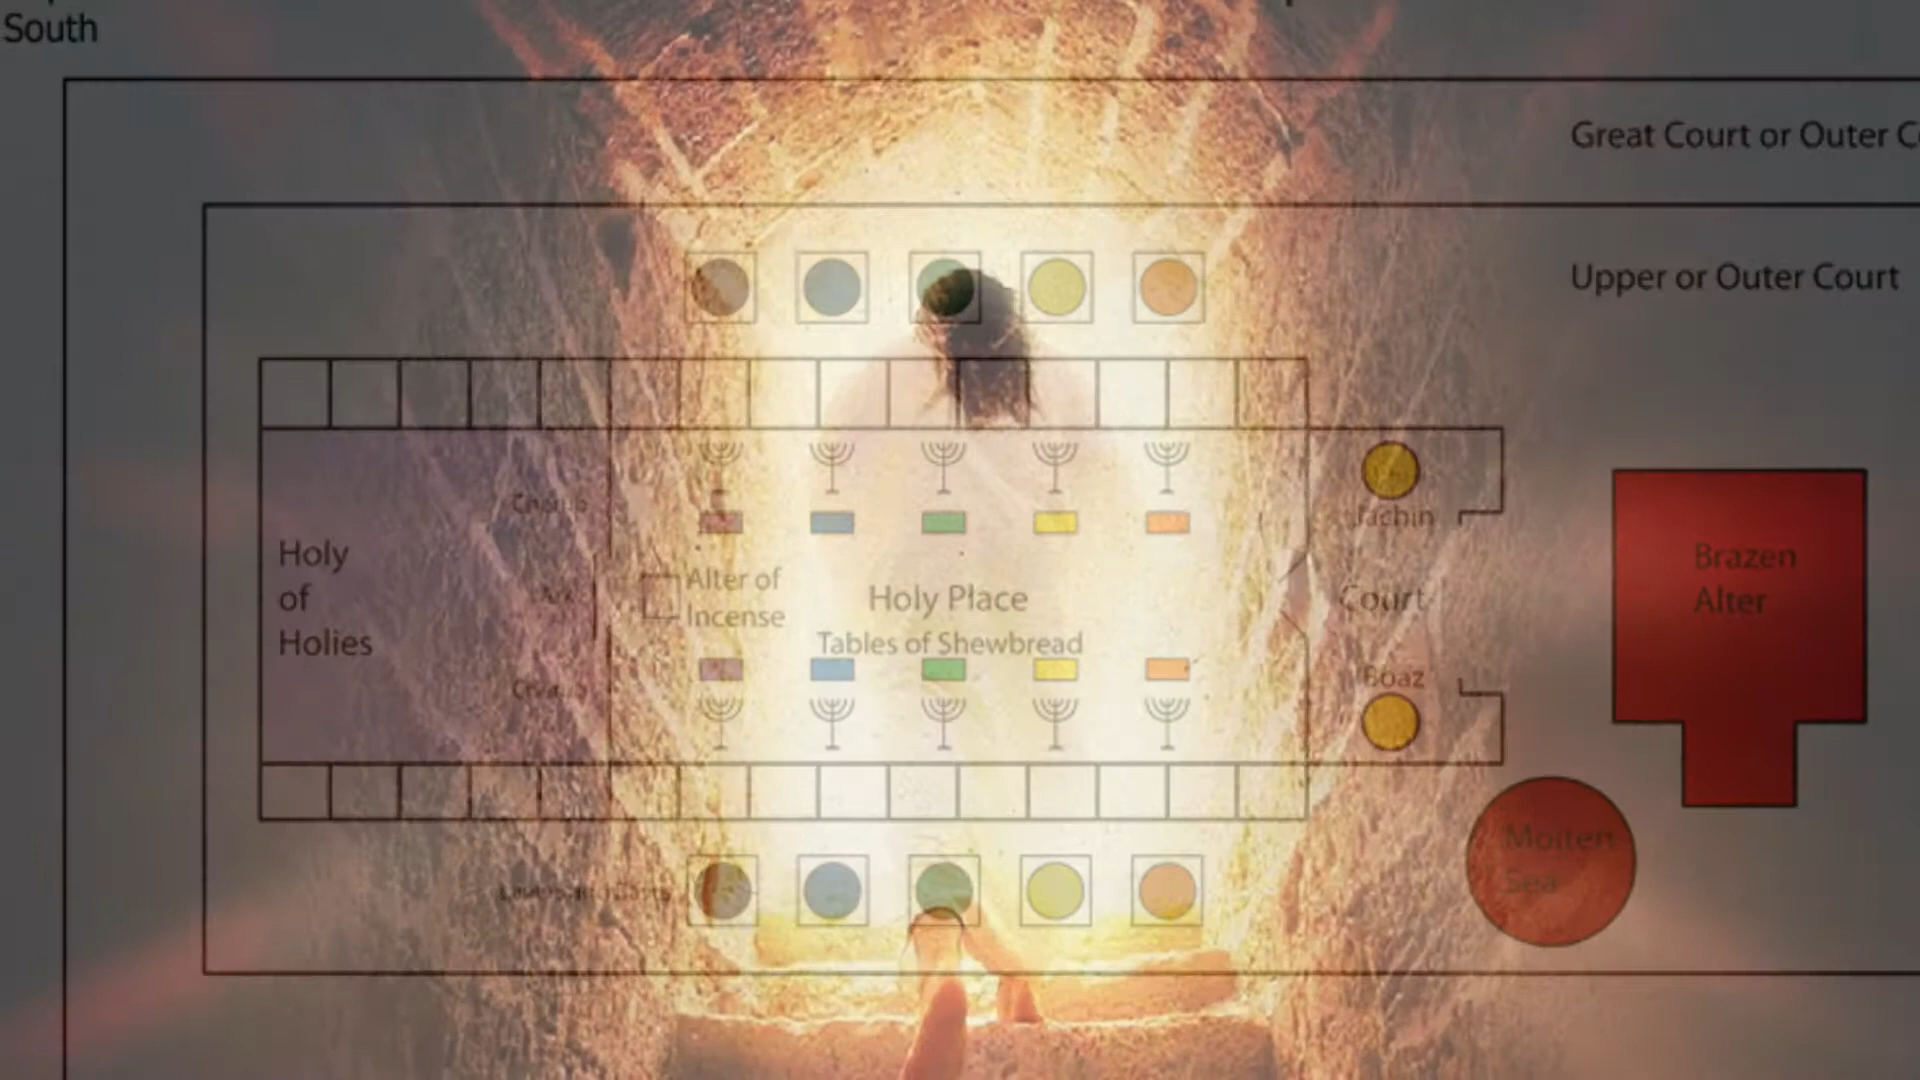 South
Great Court or Outer
Upper or Outer Court
Jachin
Holy
of
Holies
Alter of
Incense
Holy Place
Tables of Shewbread
Court
Boaz
Brazen
Alter
Molten
Sea